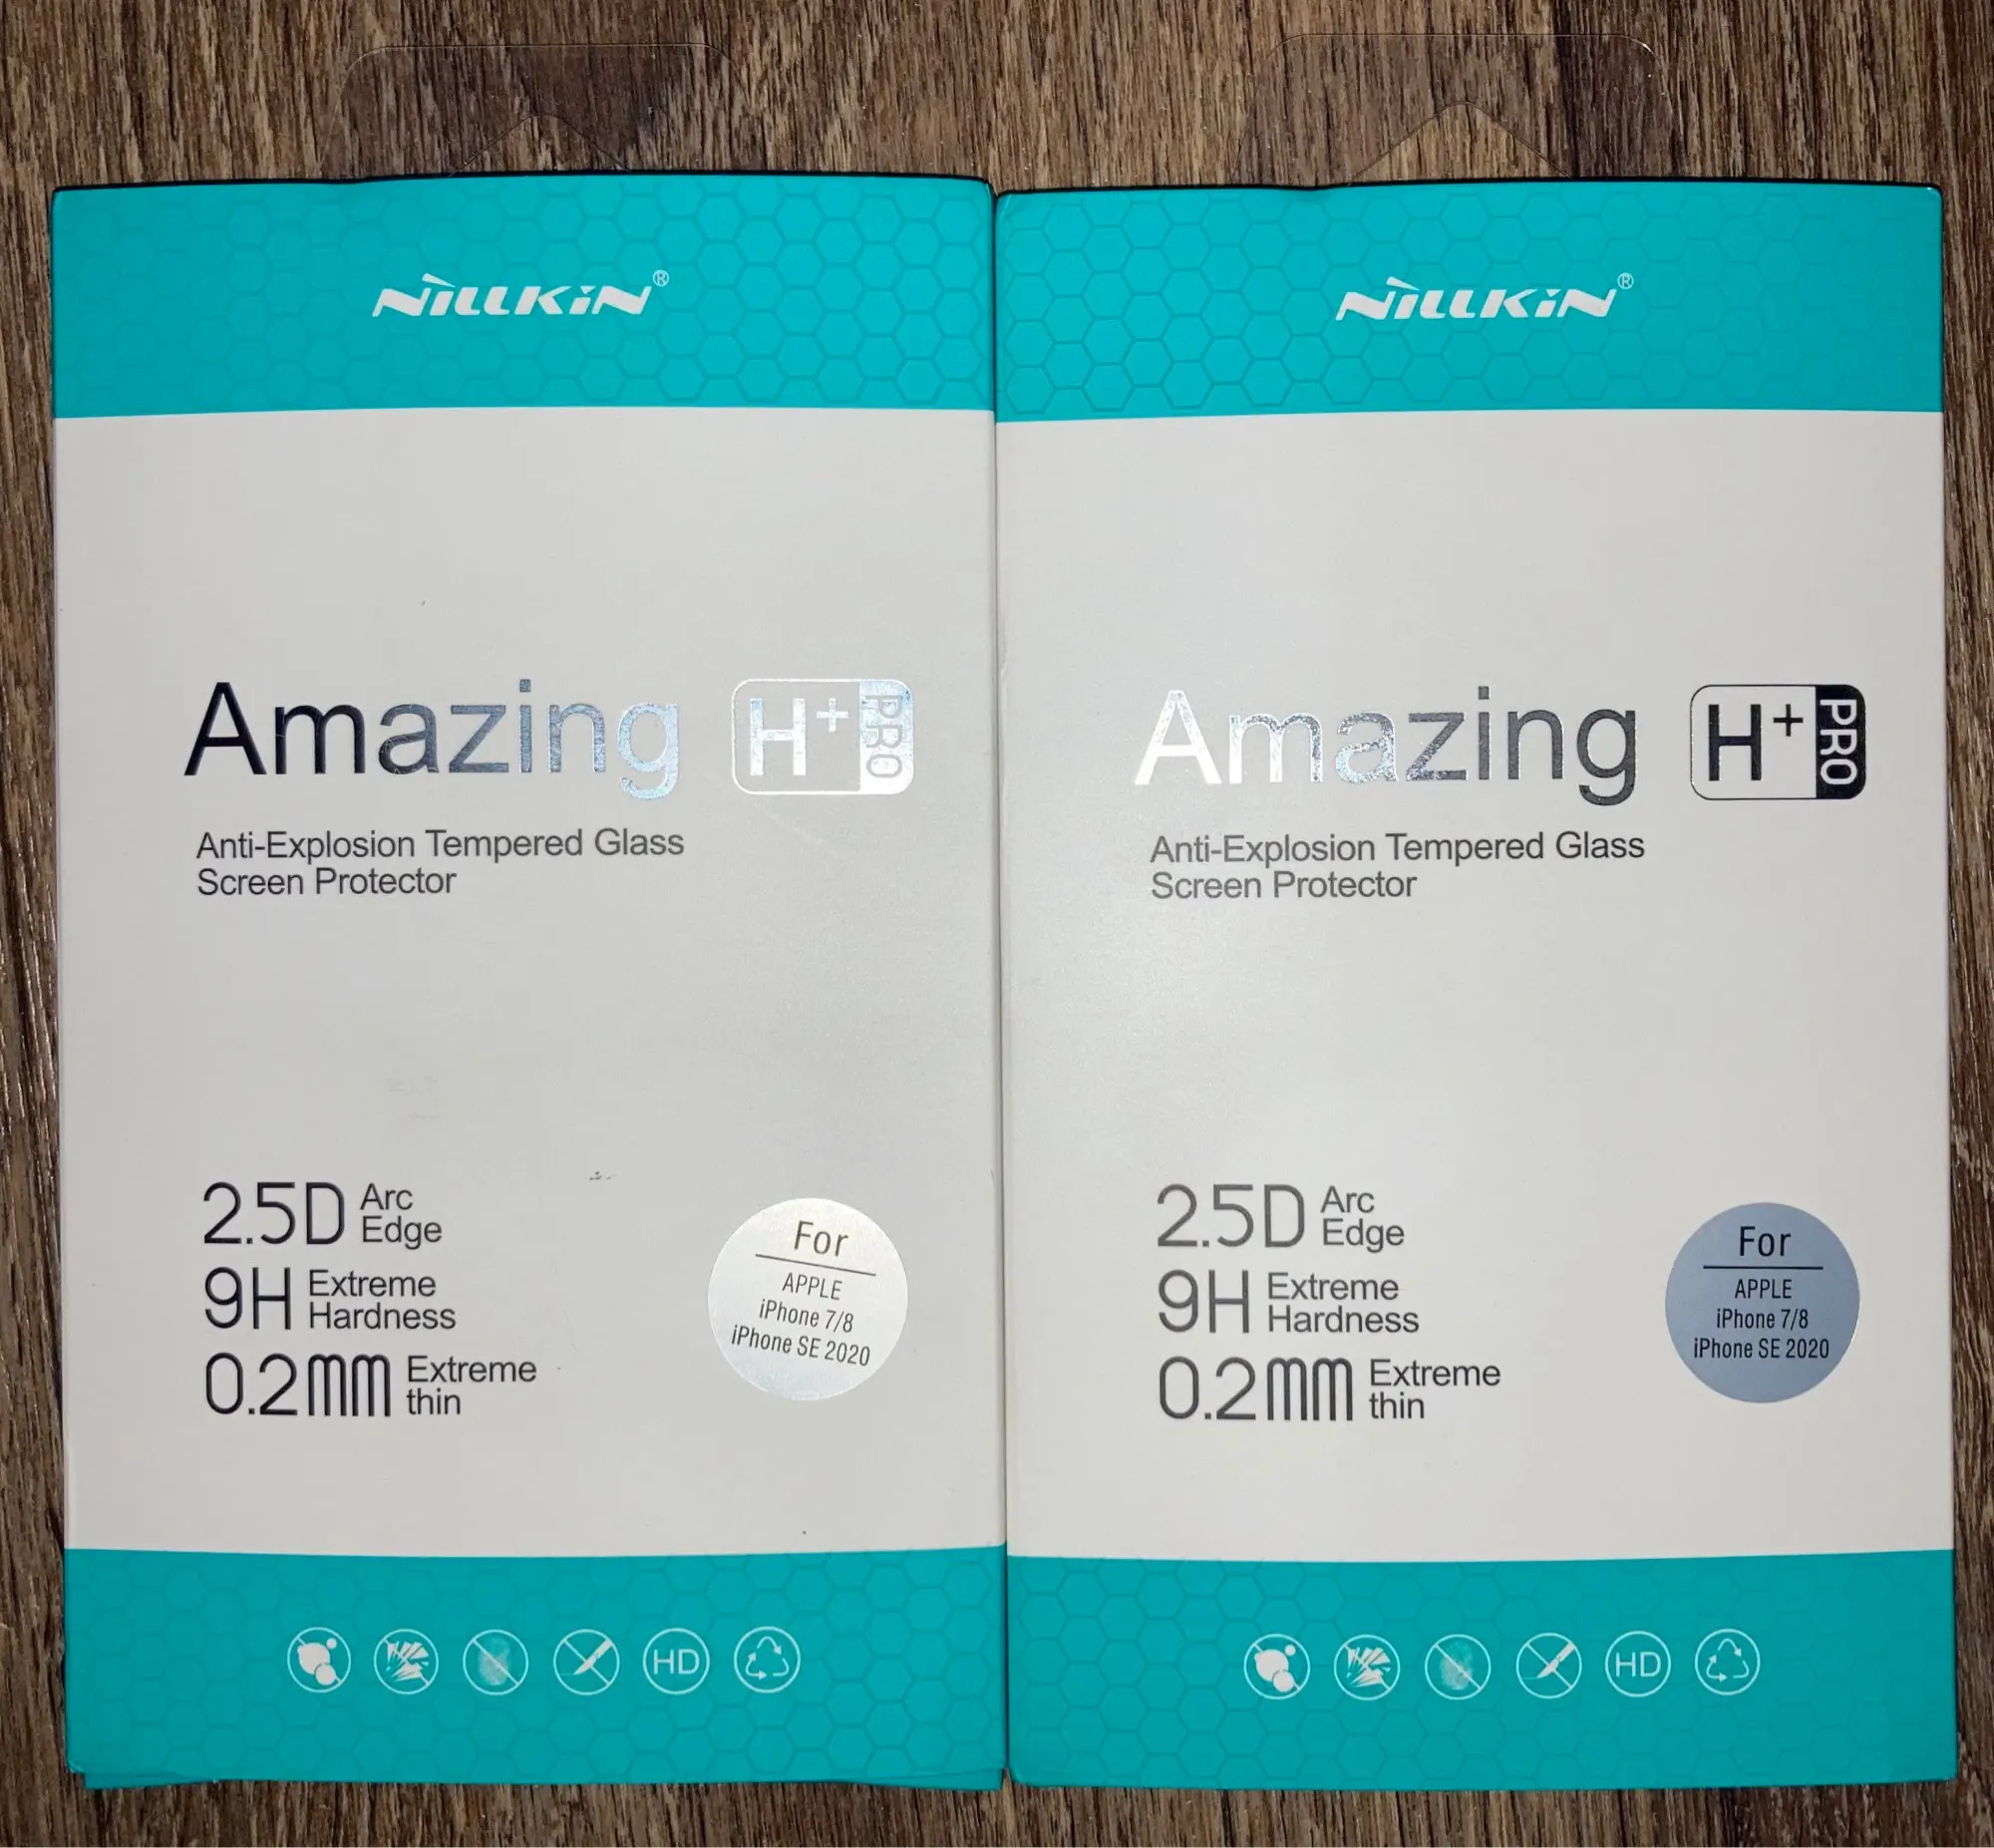 NiLLKiN®
Amazing H+ PRO
Anti-Explosion Tempered Glass
Screen Protector
2.5D Arc
Edge
9H Extreme
Hardness
0.2mm Extreme
thin
For
APPLE
iPhone 7/8
iPhone SE 2020
HD
NiLLKiN®
Amazing H+ PRO
Anti-Explosion Tempered Glass
Screen Protector
2.5D Arc
Edge
9H Extreme
Hardness
0.2mm Extreme
thin
For
APPLE
iPhone 7/8
iPhone SE 2020
HD